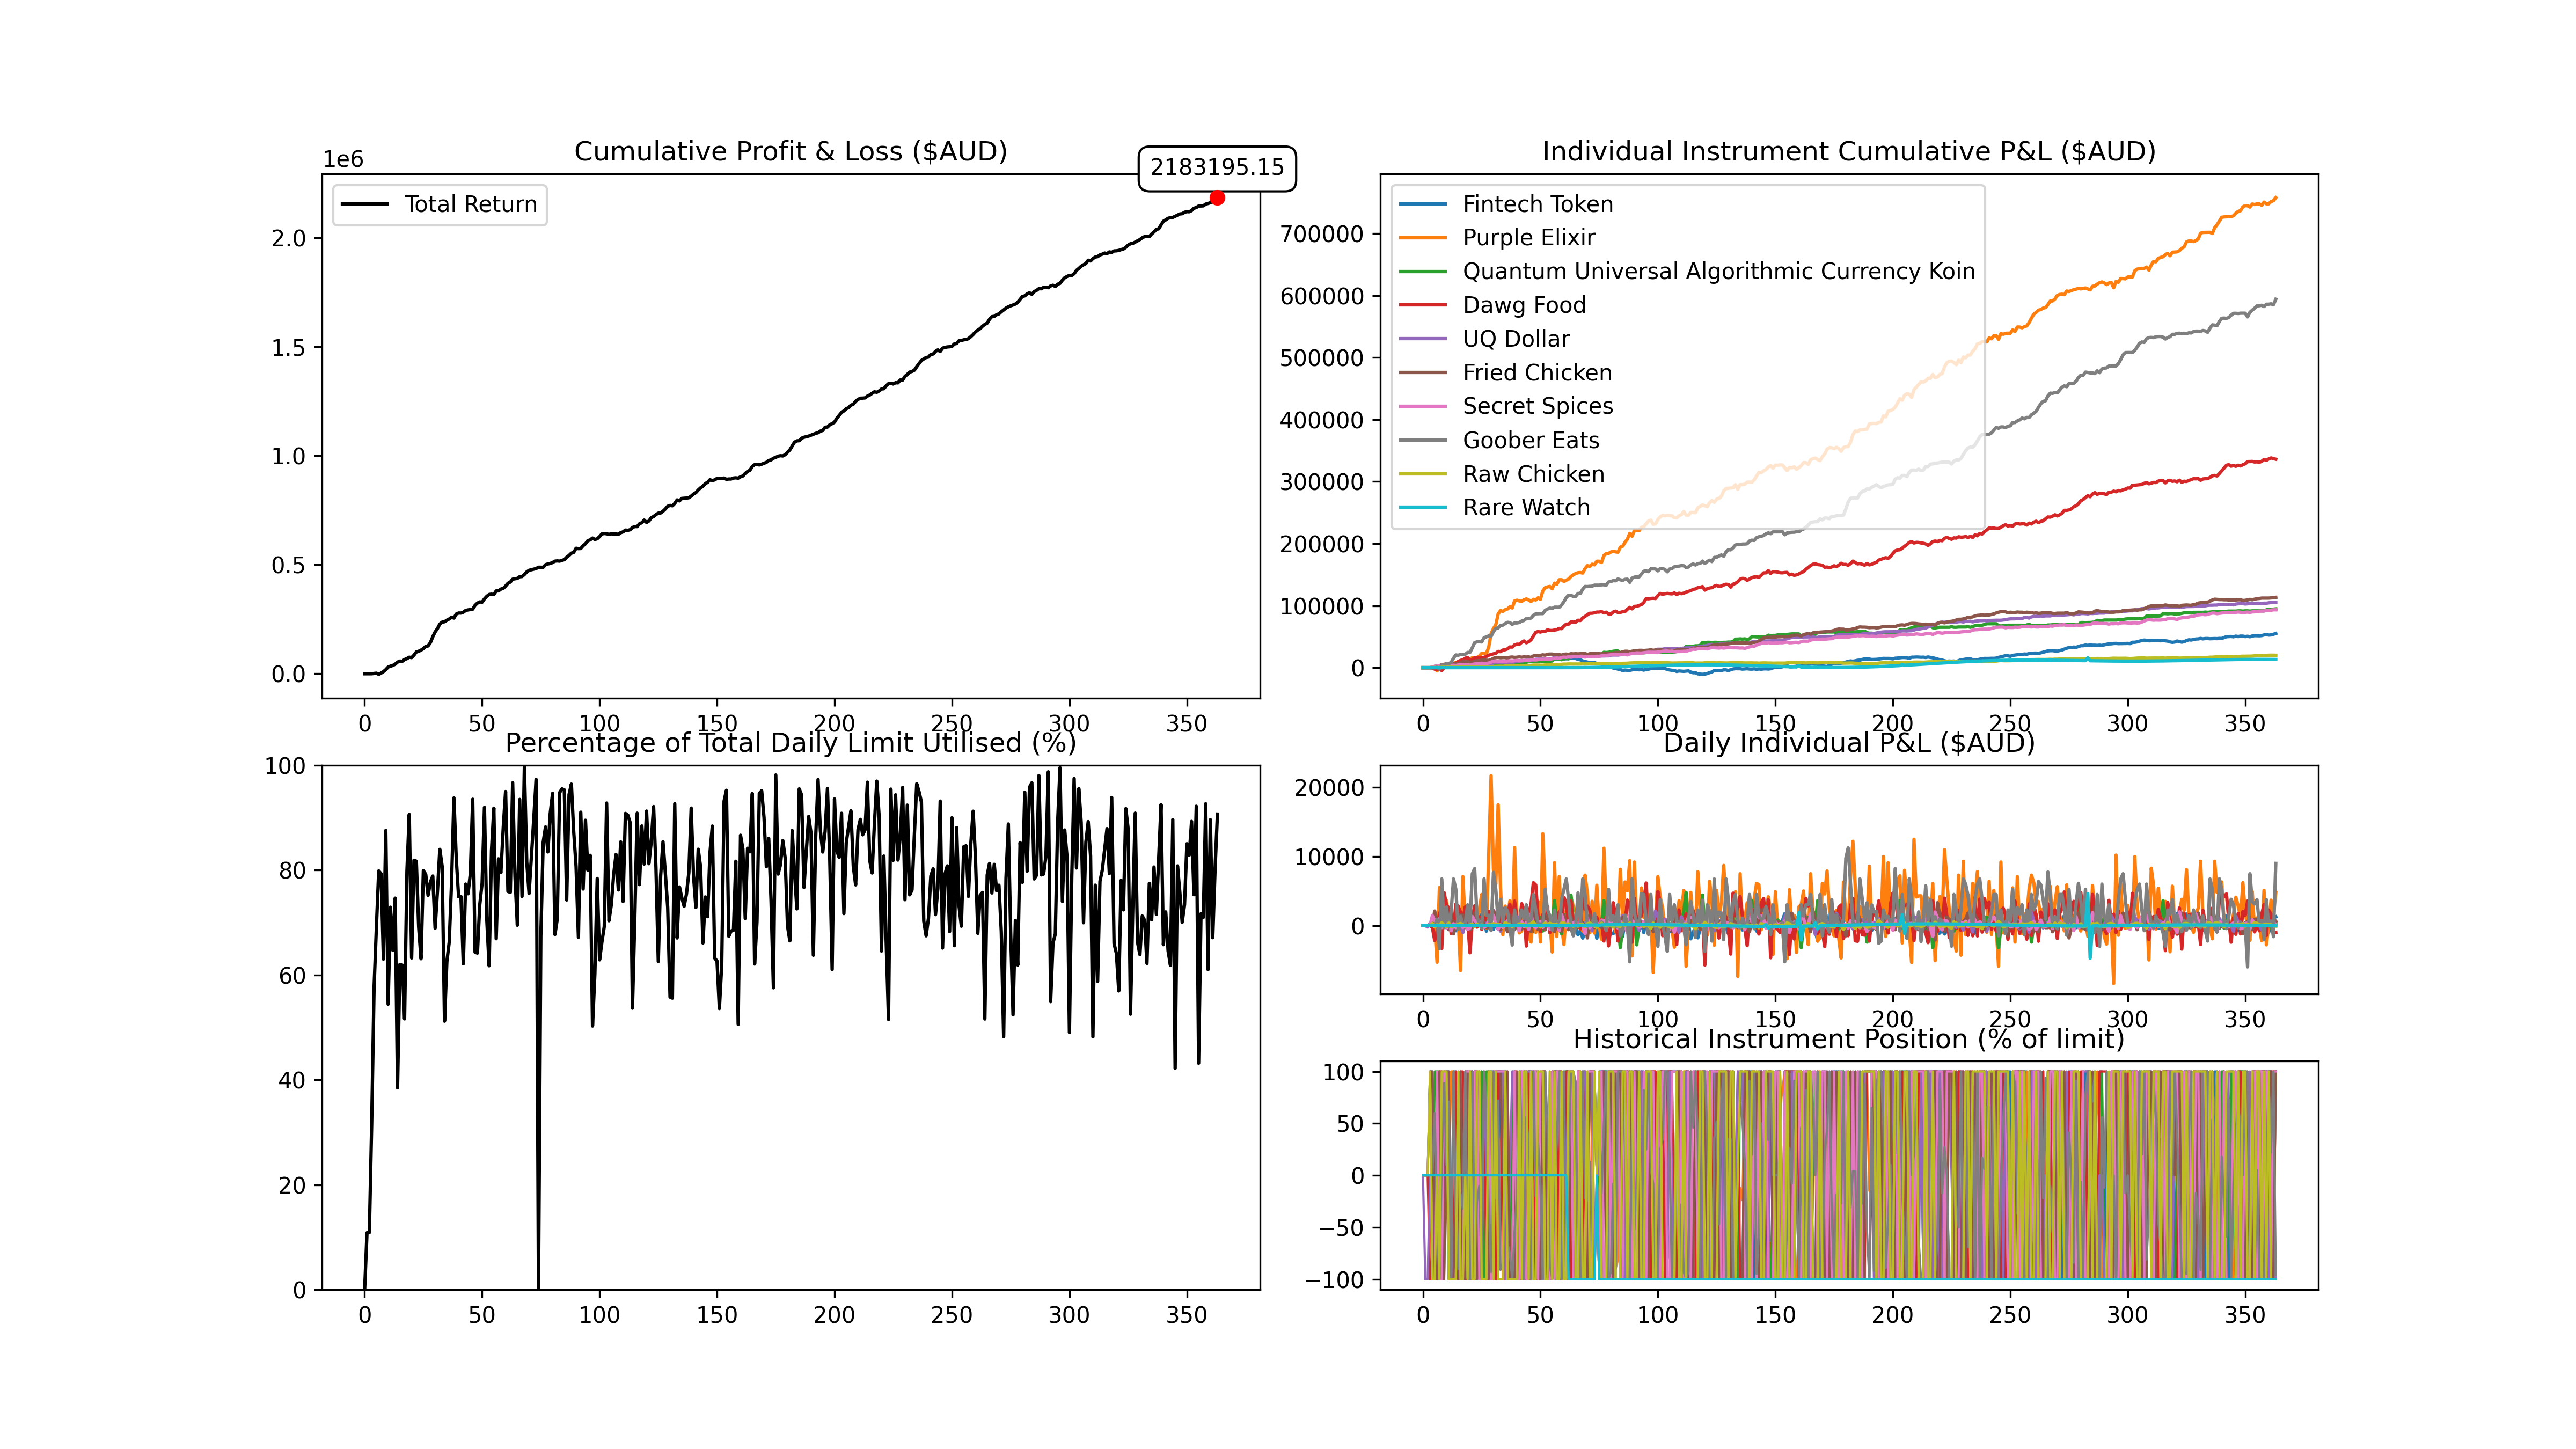 Cumulative Profit & Loss ($AUD)
1e6
2183195.15
Total Return
2.0
1.5
1.0
0.5
0.0
0 50 100 150 200 250 300 350
Individual Instrument Cumulative P&L ($AUD)
Fintech Token
Purple Elixir
Quantum Universal Algorithmic Currency Koin
Dawg Food
UQ Dollar
Fried Chicken
Secret Spices
Goober Eats
Raw Chicken
Rare Watch
700000
600000
500000
400000
300000
200000
100000
0
0 50 100 150 200 250 300 350
Percentage of Total Daily Limit Utilised (%)
100
80
60
40
20
0
0 50 100 150 200 250 300 350
Daily Individual P&L ($AUD)
20000
10000
0
0 50 100 150 200 250 300 350
Historical Instrument Position (% of limit)
100
50
0
−50
−100
0 50 100 150 200 250 300 350